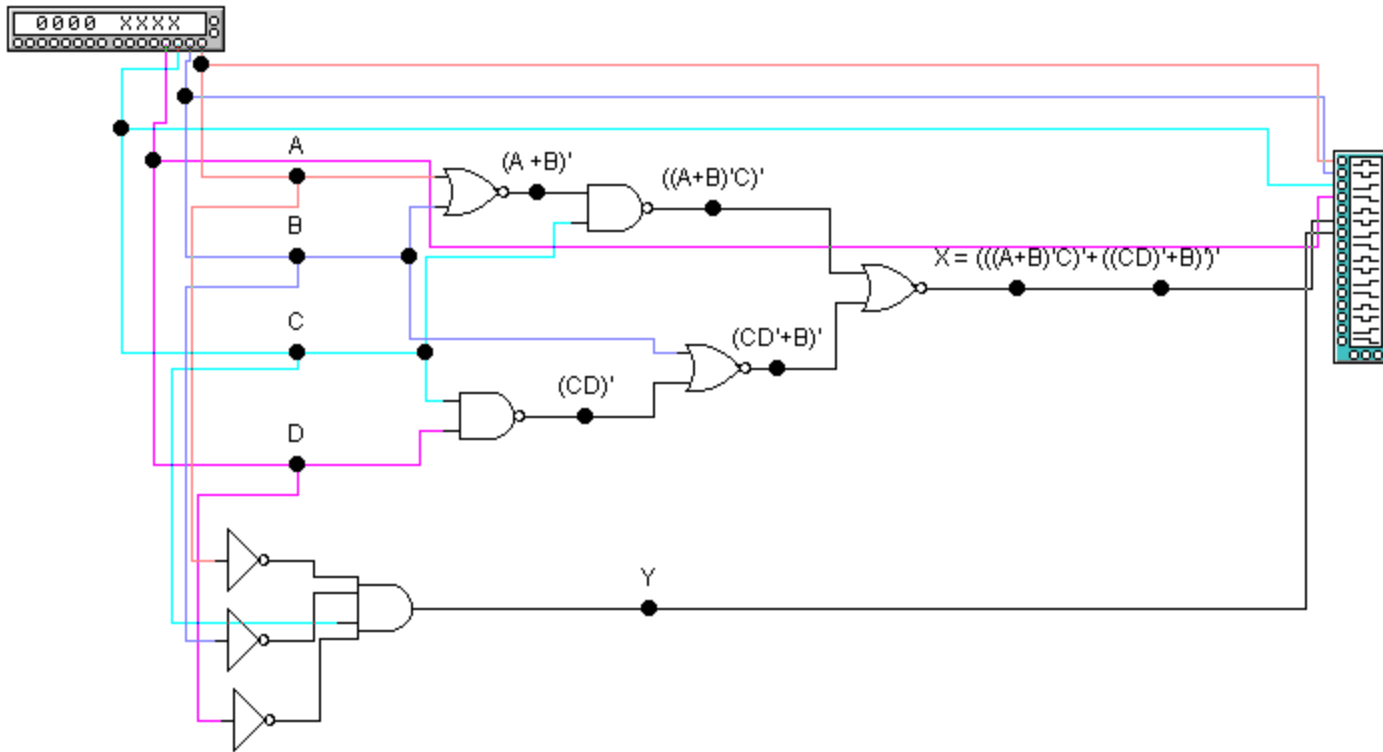 0000 XXXX
A
(A +B)'
((A+B)'C)'
B
X = (((A+B)'C)'+ ((CD)'+B)')'
C
(CD'+B)'
(CD)'
D
Y